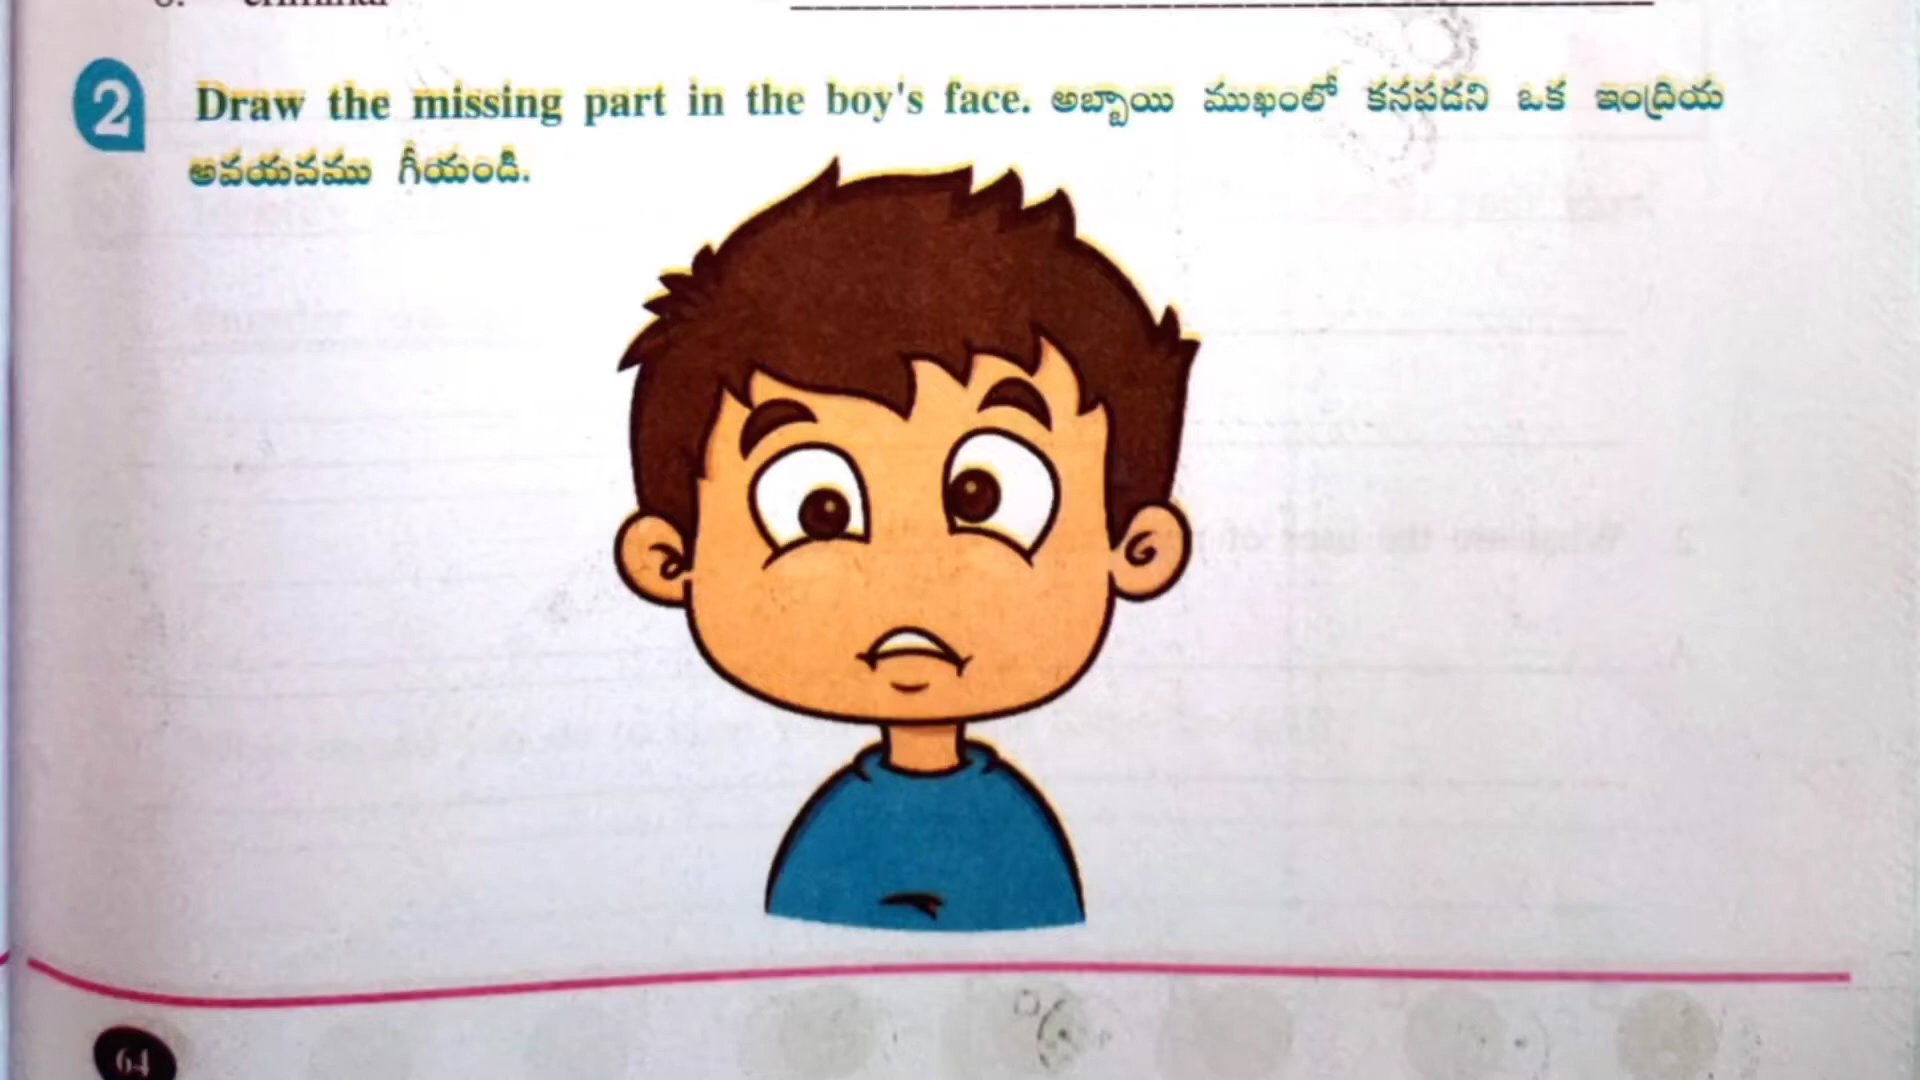 2 Draw the missing part in the boy's face. అబ్బాయి ముఖంలో కనపడని ఒక ఇంద్రియ
అవయవము గీయండి.
64